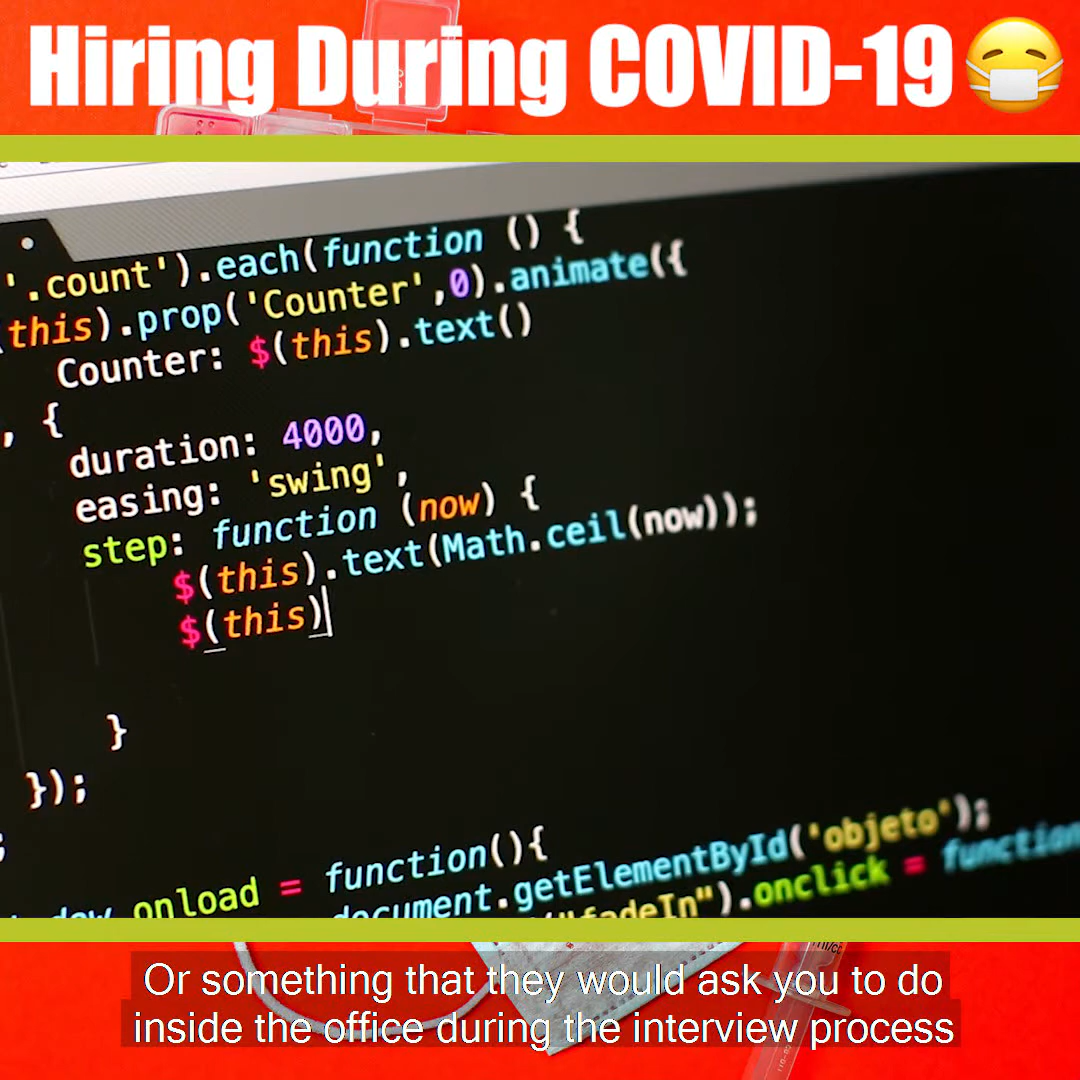 Hiring During COVID-19
'.count').each(function () {
(this).prop('Counter',0).animate({
Counter: $(this).text()
, {
duration: 4000,
easing: 'swing',
step: function (now) {
$(this).text(Math.ceil(now));
$(this)
}
});
;
onload = function(){
document.getElementById('objeto');
"fadeIn").onclick = function
Or something that they would ask you to do
inside the office during the interview process